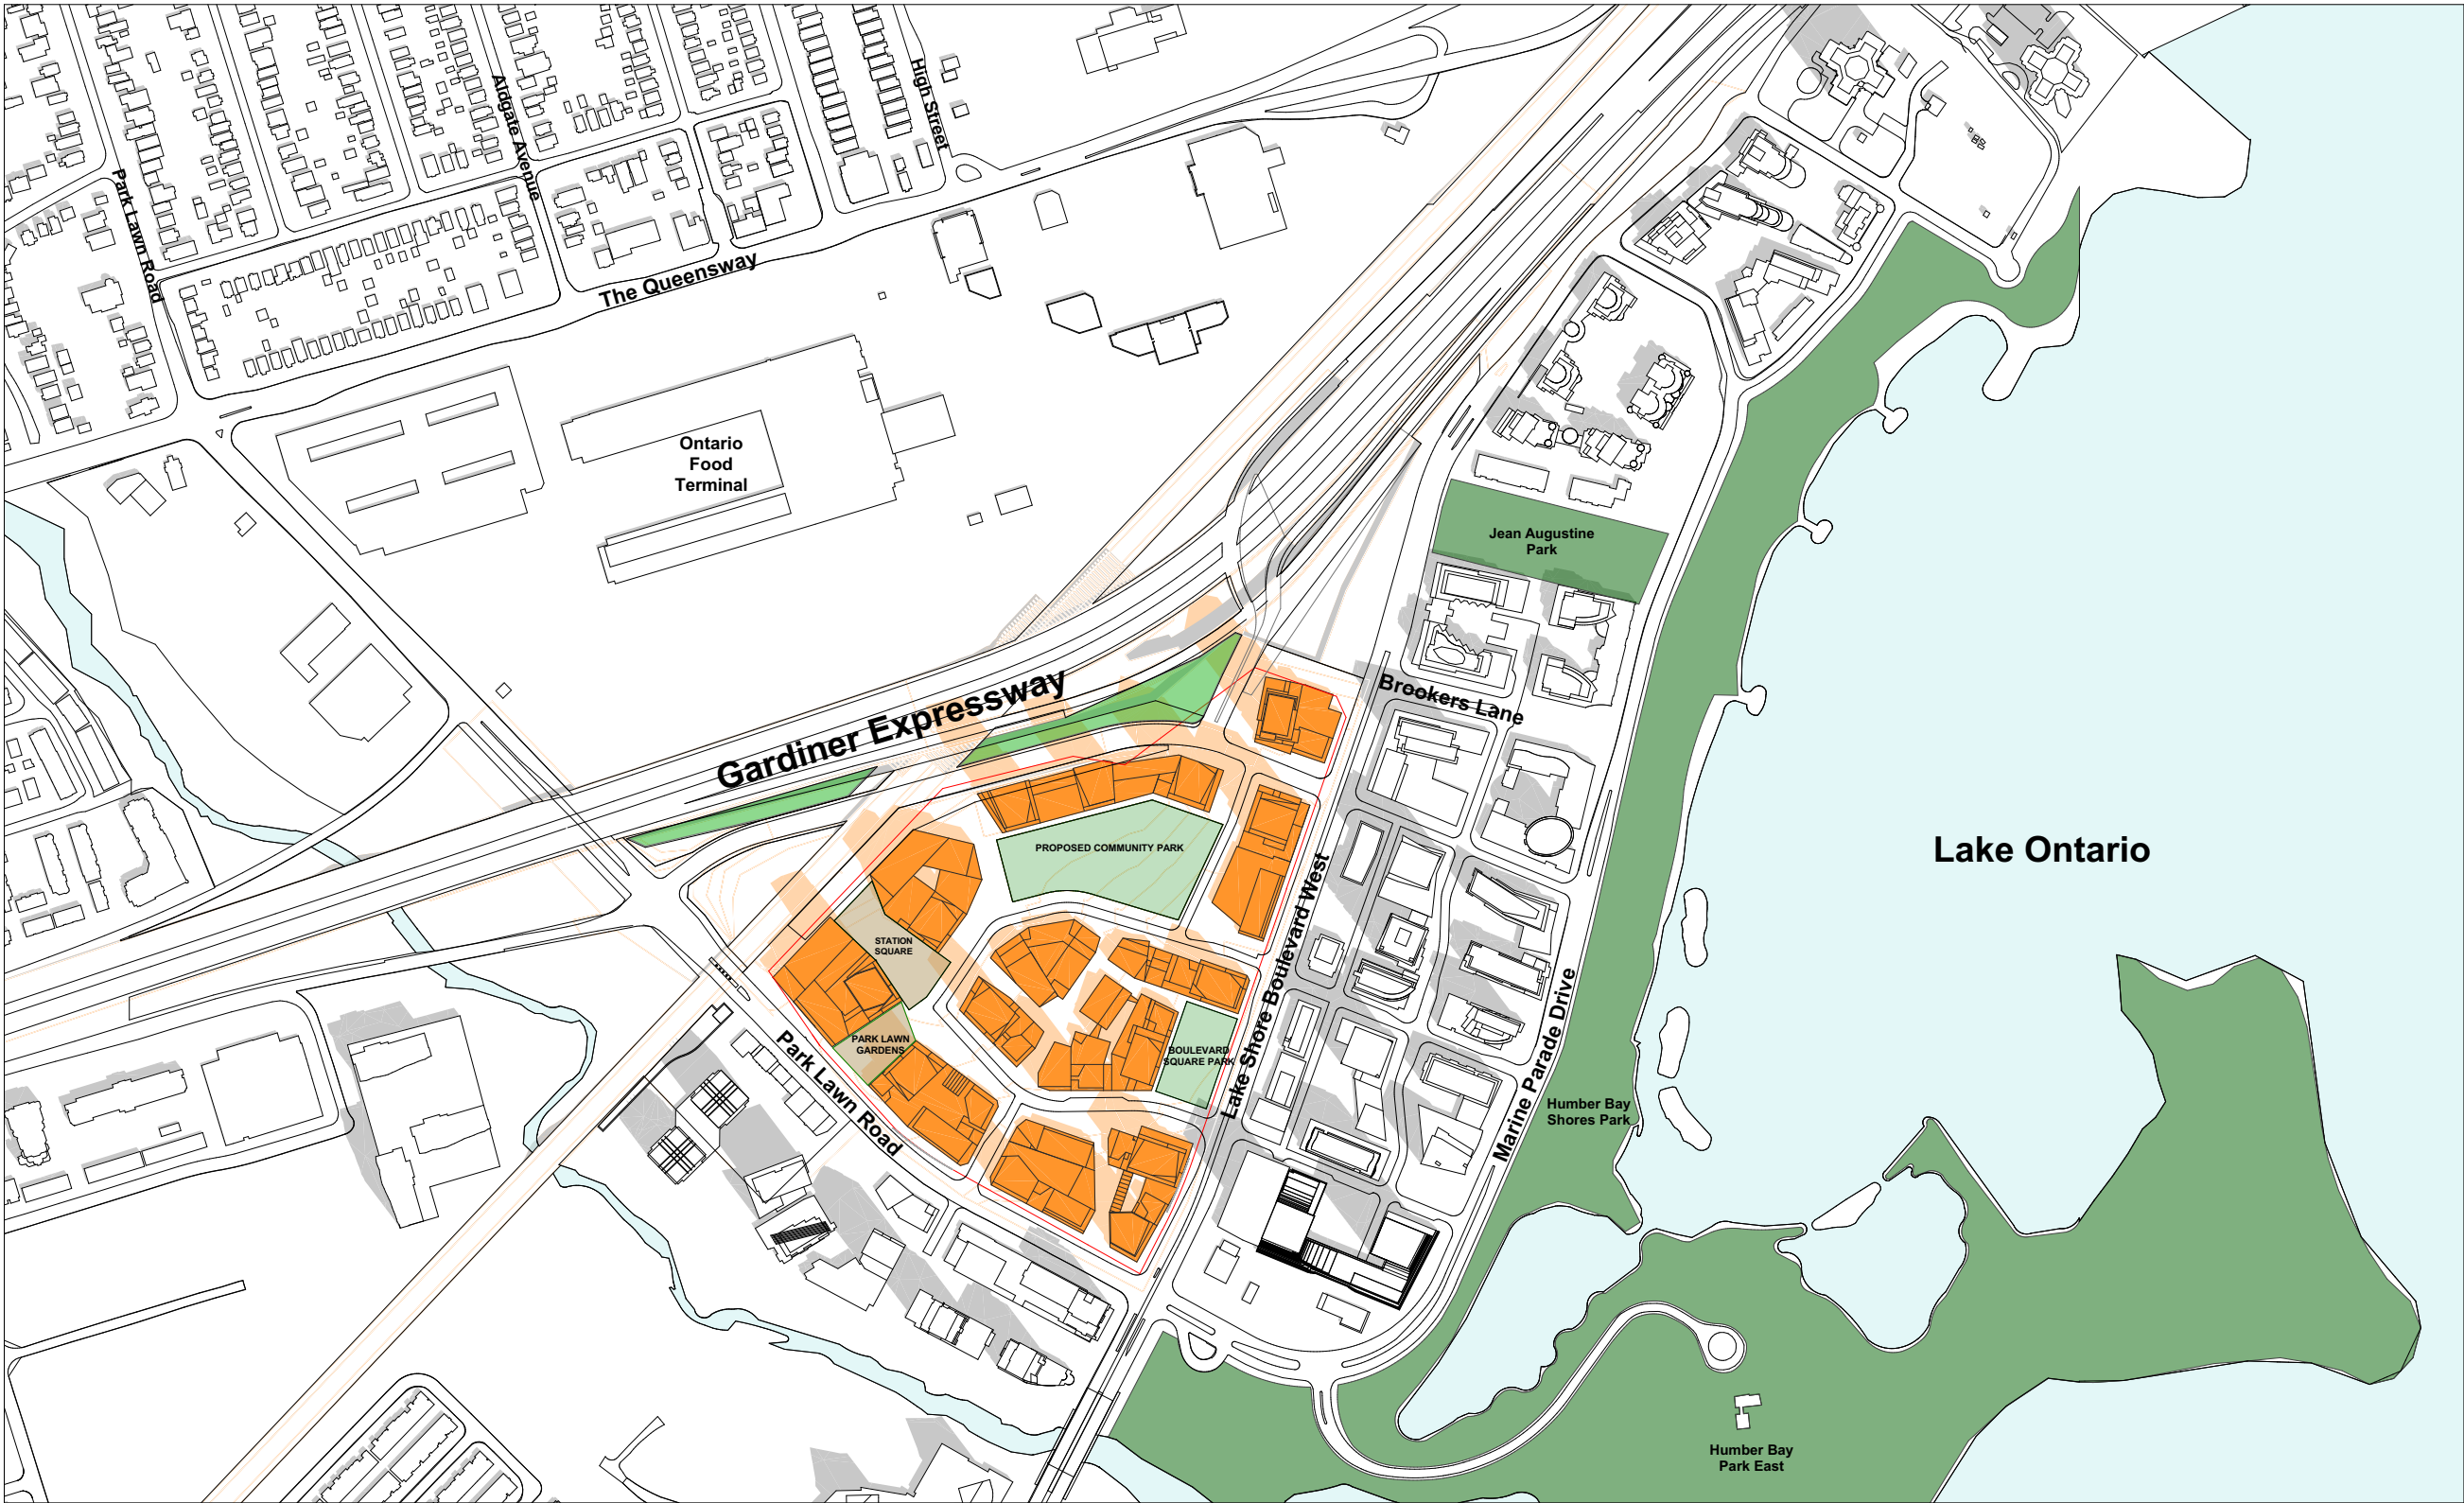 High Street
Aldgate Avenue
Park Lawn Road
The Queensway
Ontario
Food
Terminal
Jean Augustine
Park
Gardiner Expressway
Brookers Lane
PROPOSED COMMUNITY PARK
Lake Ontario
STATION
SQUARE
Lake Shore Boulevard West
PARK LAWN
GARDENS
BOULEVARD
SQUARE PARK
Park Lawn Road
Marine Parade Drive
Humber Bay
Shores Park
Humber Bay
Park East